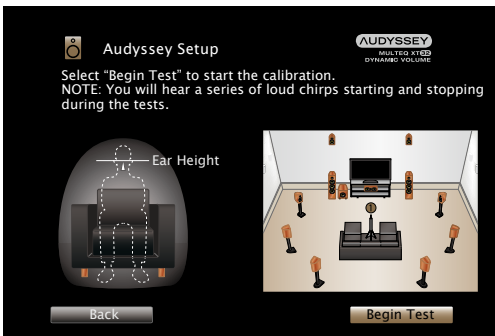 Audyssey Setup
AUDYSSEY
MULTEQ XT32
DYNAMIC VOLUME
Select “Begin Test” to start the calibration.
NOTE: You will hear a series of loud chirps starting and stopping
during the tests.
Ear Height
1
Back
Begin Test